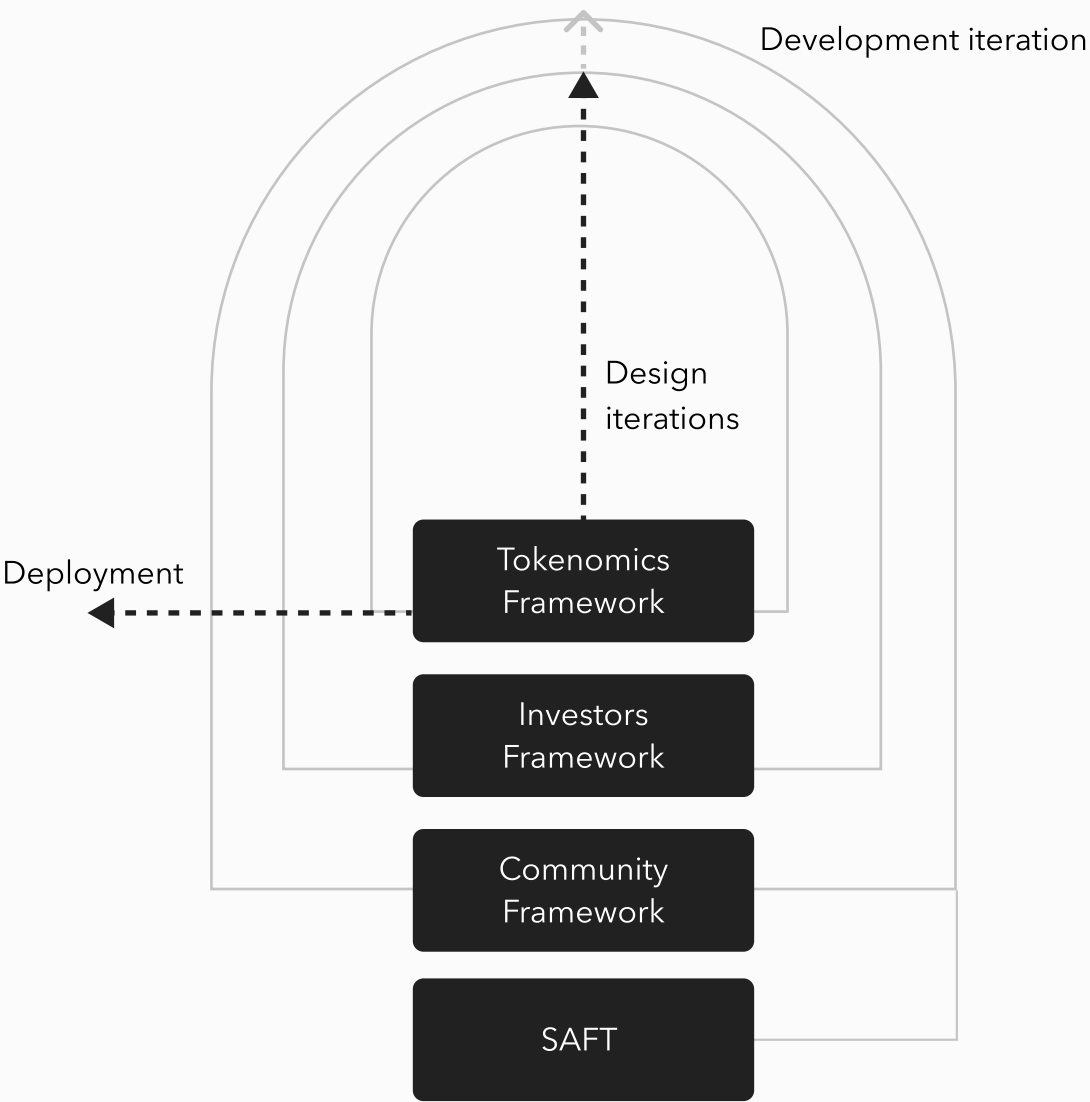 Development iteration
Design
iterations
Deployment
Tokenomics
Framework
Investors
Framework
Community
Framework
SAFT